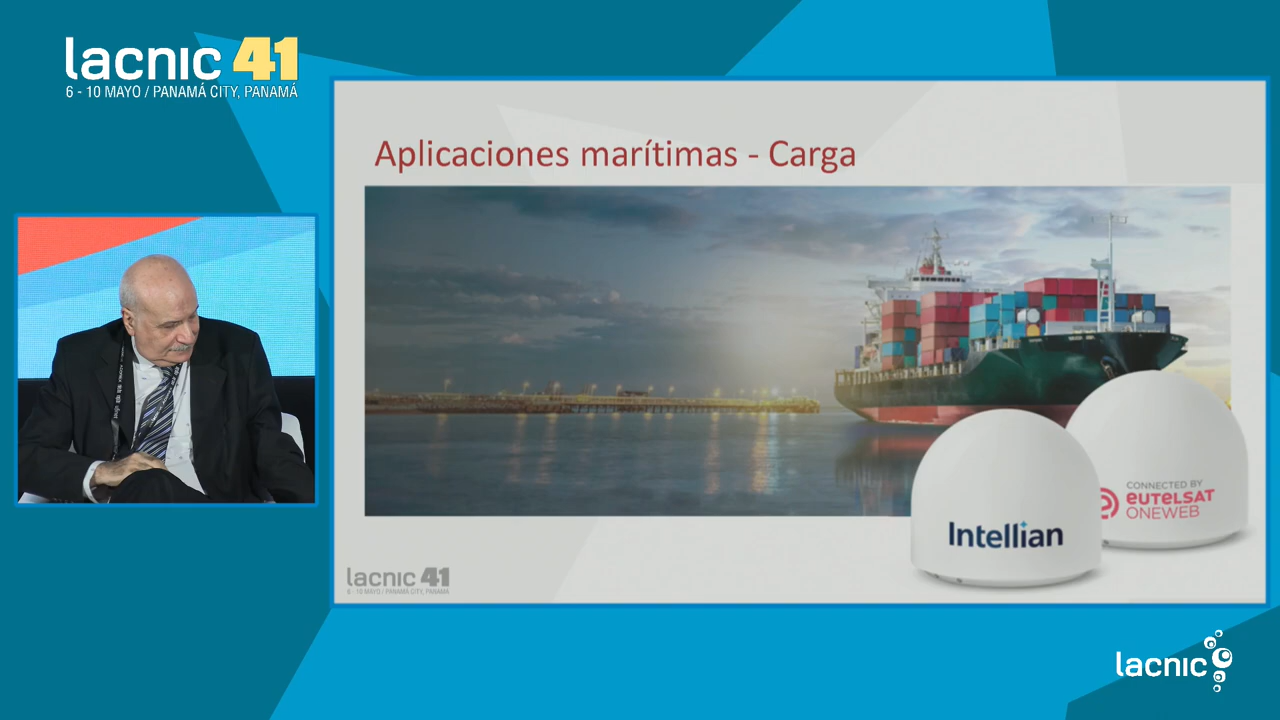 lacnic 41
6 - 10 MAYO / PANAMÁ CITY, PANAMÁ
Aplicaciones marítimas - Carga
CONNECTED BY
eutelsat
ONEWEB
Intellian
lacnic 41
6 - 10 MAYO / PANAMÁ CITY, PANAMÁ
lacnic